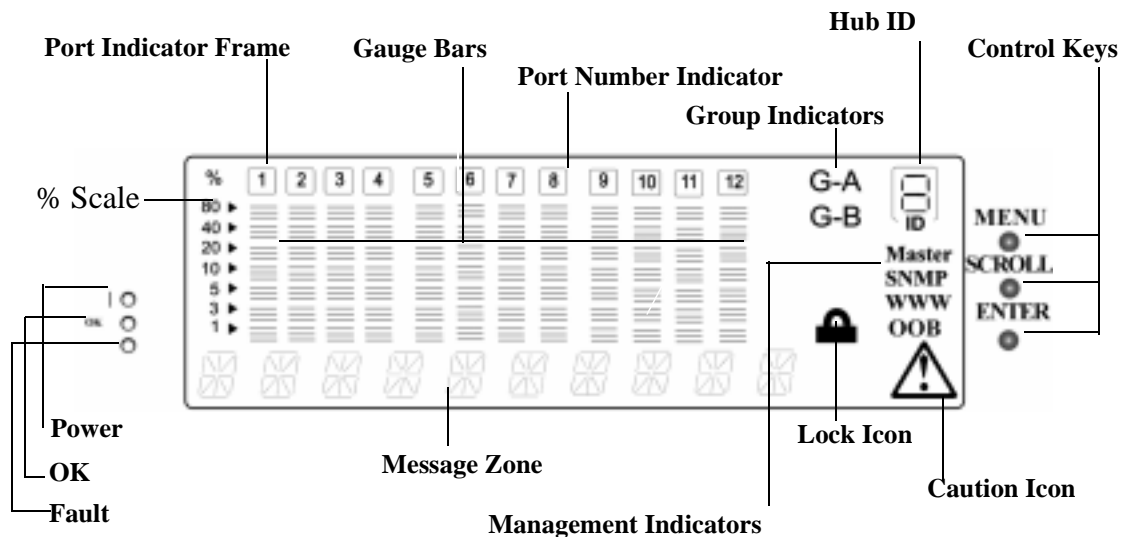 Hub ID
Port Indicator Frame Gauge Bars Control Keys
Port Number Indicator
Group Indicators
% 1 2 3 4 5 6 7 8 9 10 11 12 G-A
% Scale 80
40 G-B ID MENU
20
10 Master SCROLL
5 SNMP
3 WWW ENTER
OK 1 OOB
Power Lock Icon
Message Zone
OK Caution Icon
Fault
Management Indicators